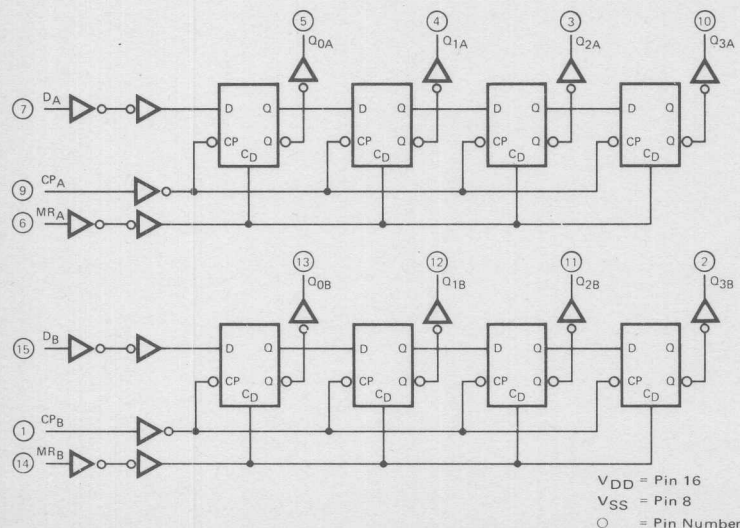 5 4 3 10
Q0A Q1A Q2A Q3A
7 DA D Q D Q D Q D Q
CP Q CP Q CP Q CP Q
CD CD CD CD
9 CPA
6 MRA
13 12 11 2
Q0B Q1B Q2B Q3B
15 DB D Q D Q D Q D Q
CP Q CP Q CP Q CP Q
CD CD CD CD
1 CPB
14 MRB
VDD = Pin 16
VSS = Pin 8
○ = Pin Number